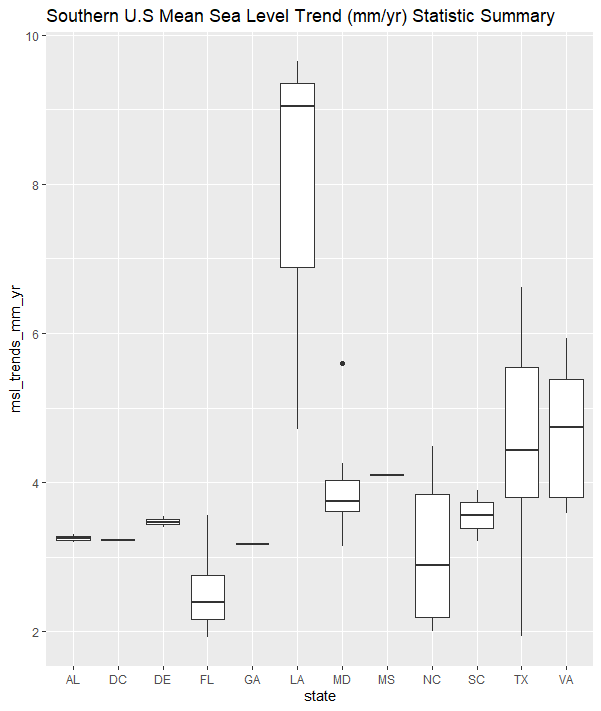 Southern U.S Mean Sea Level Trend (mm/yr) Statistic Summary
10
8
6
4
2
msl_trends_mm_yr
AL DC DE FL GA LA MD MS NC SC TX VA
state